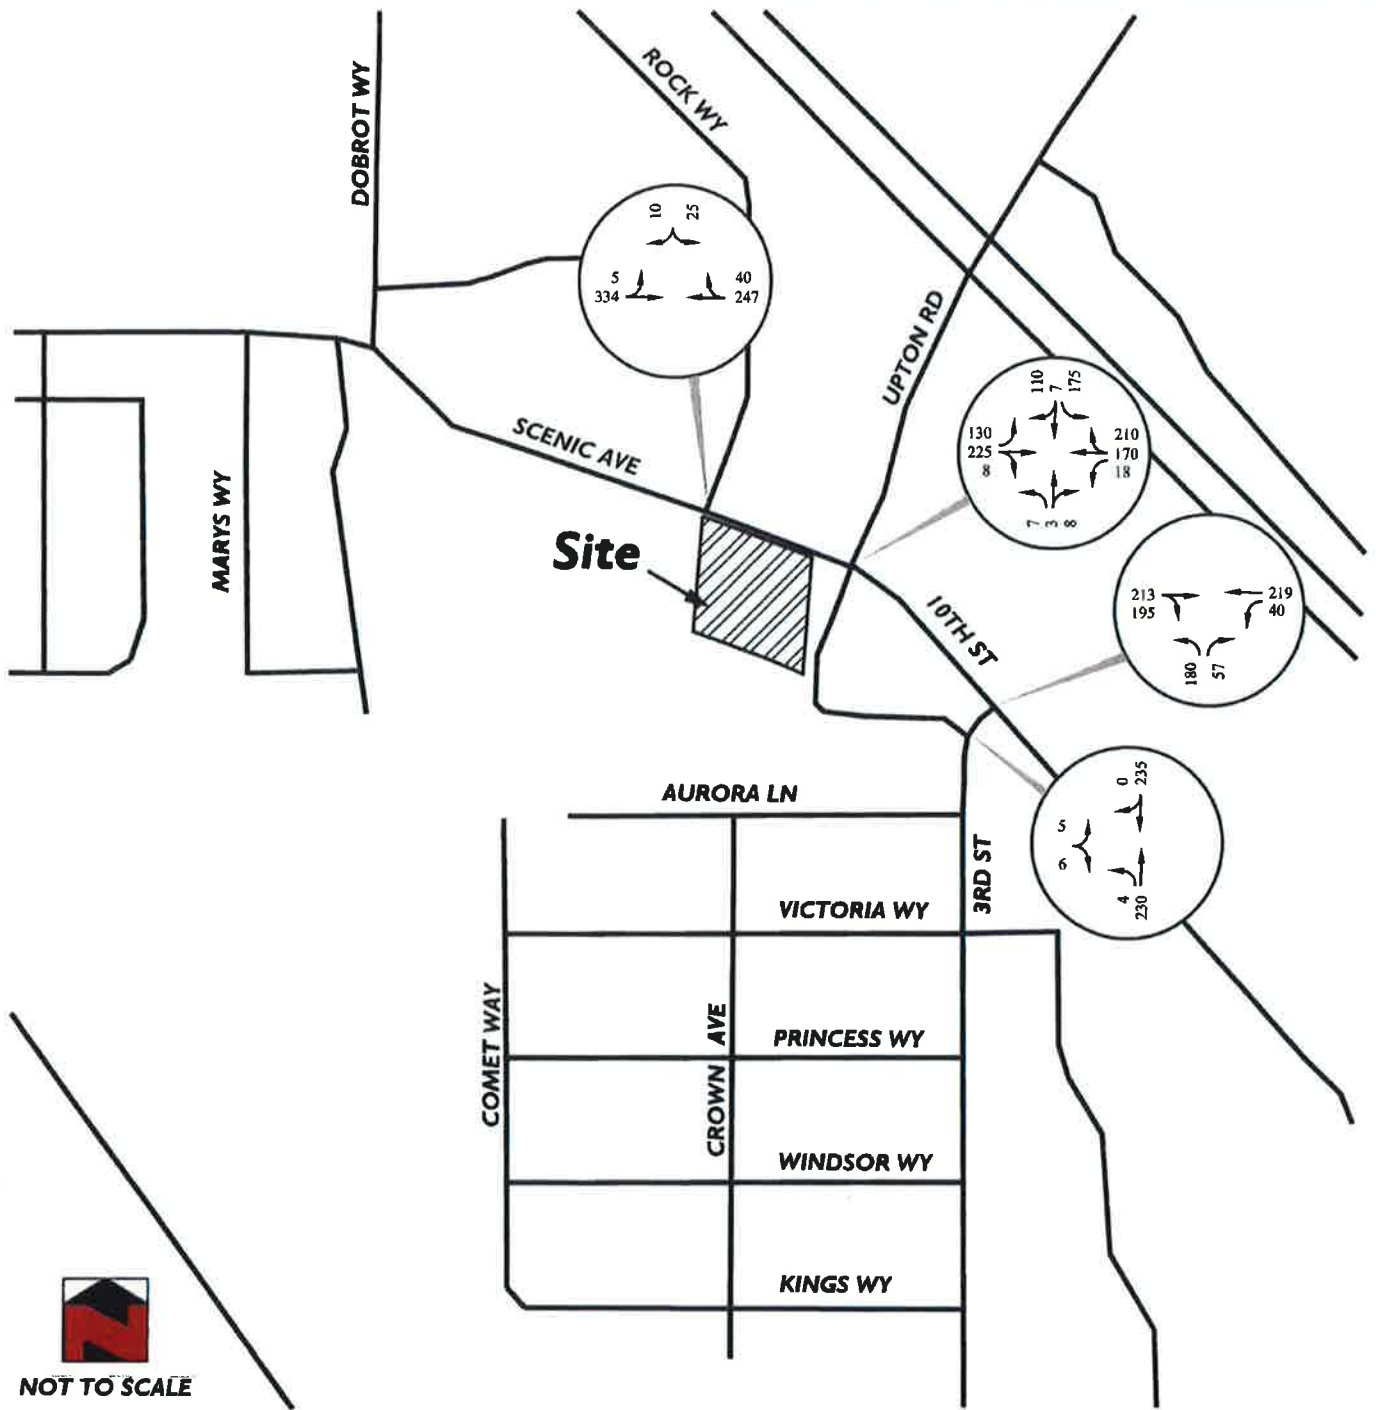 DOBROT WY
ROCK WY
10 25
5 40
334 247
UPTON RD
SCENIC AVE
110 7 175
130 210
225 170
8 18
7 3 8
MARYS WY
Site
213 219
195 40
180 57
10TH ST
0 235
5
6
4 230
AURORA LN
3RD ST
VICTORIA WY
COMET WAY
CROWN AVE
PRINCESS WY
WINDSOR WY
KINGS WY
N
NOT TO SCALE